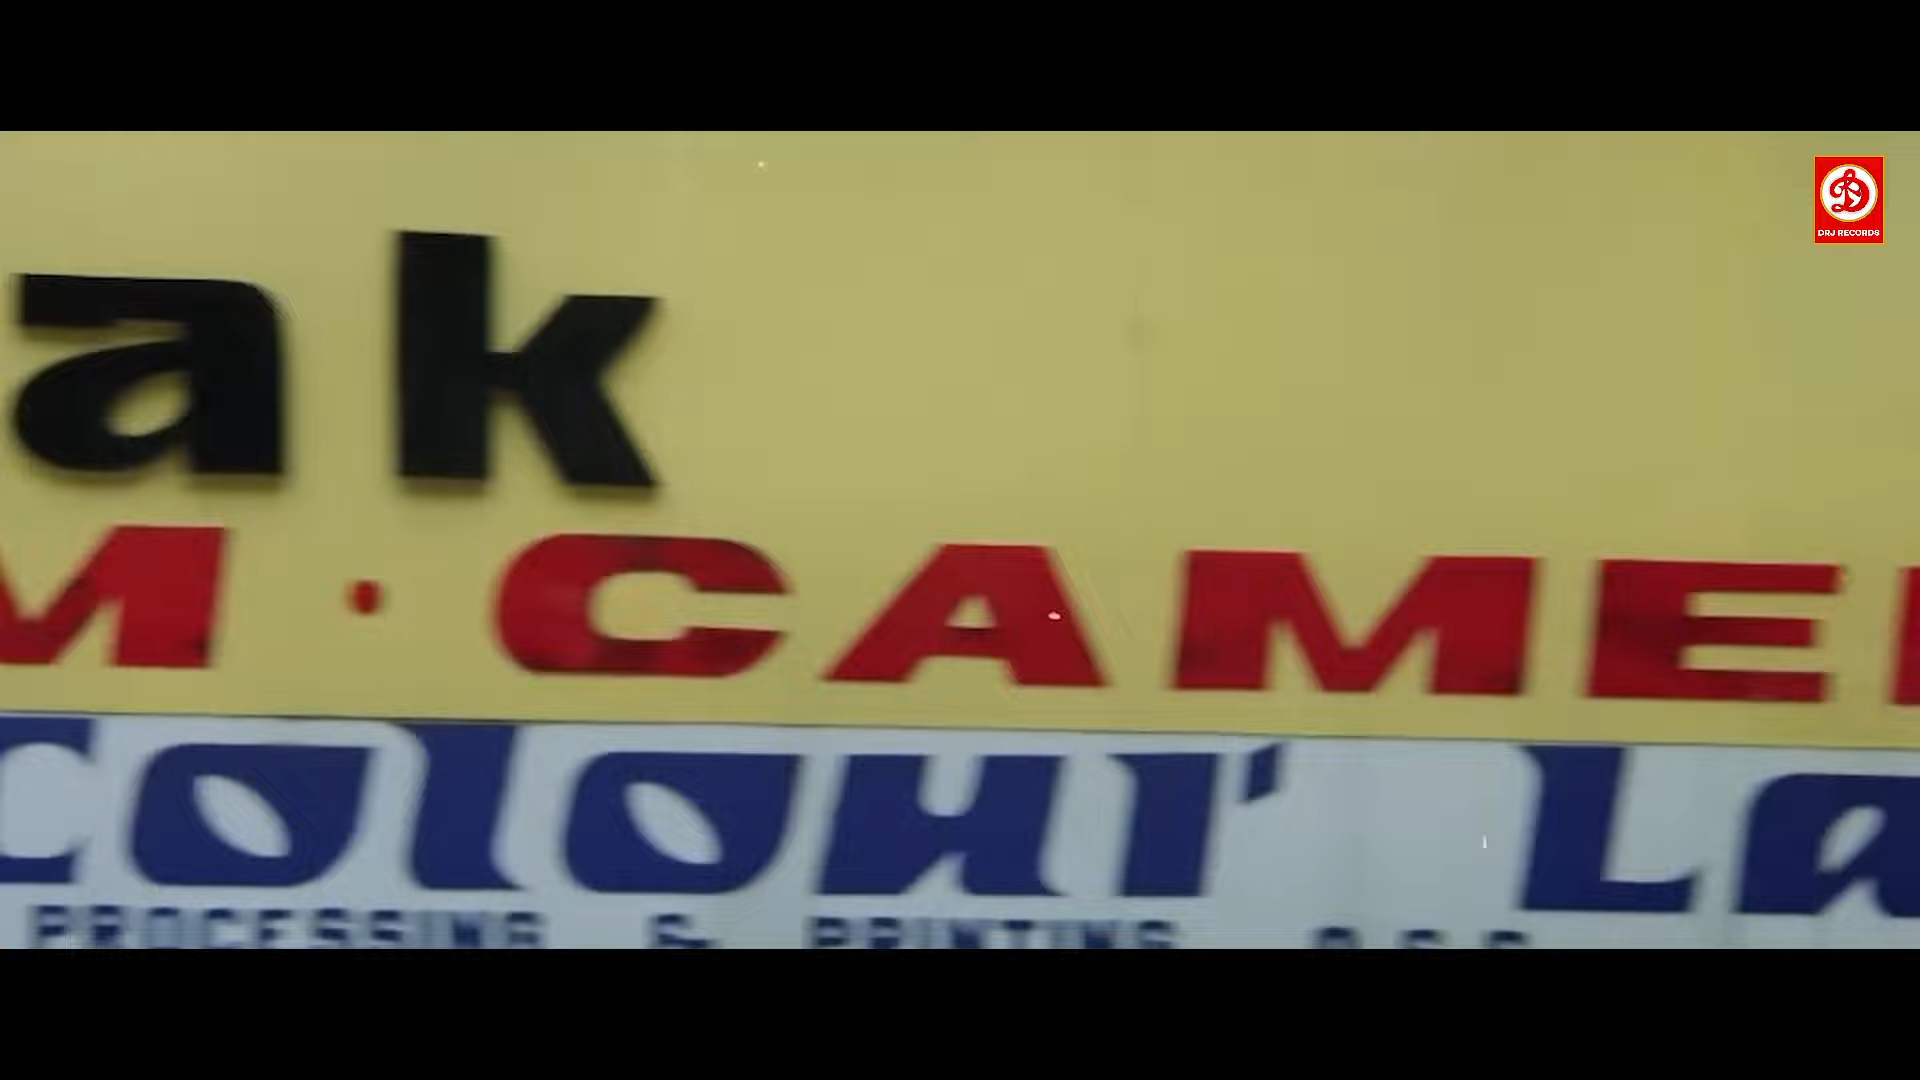 DRJ RECORDS
ak
M · CAME
COLOUR La
PROCESSING & PRINTING